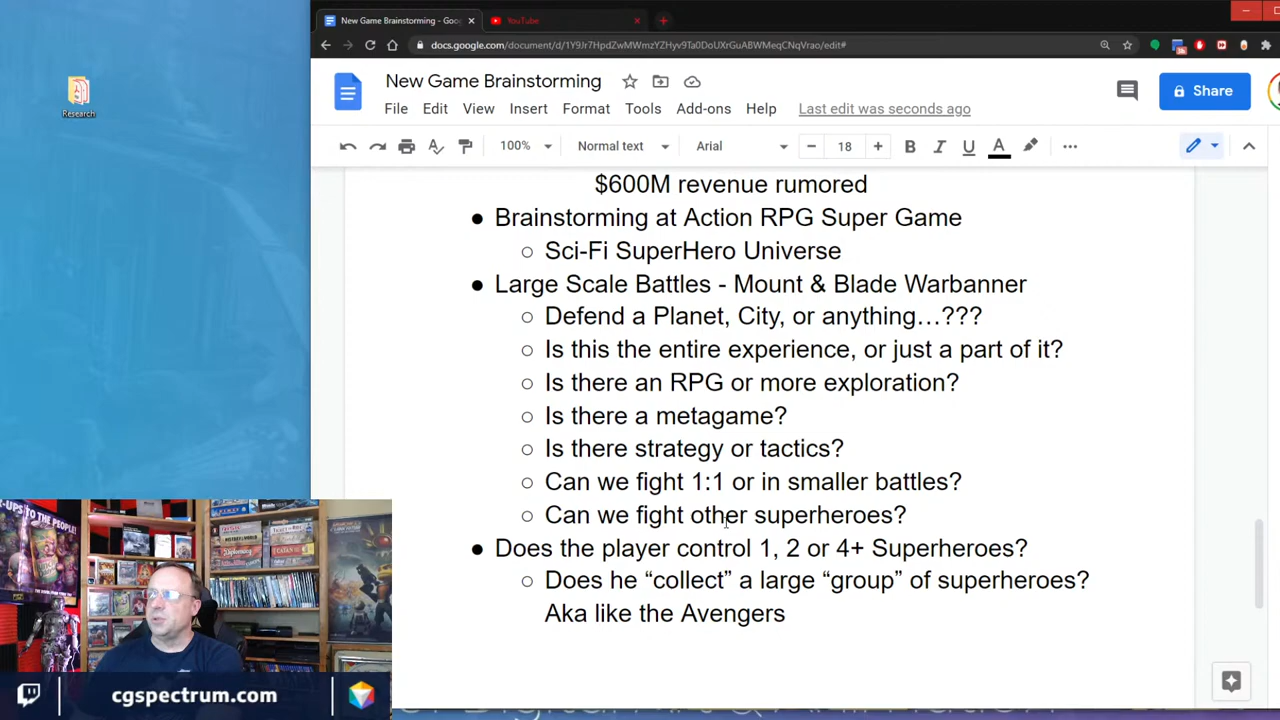 New Game Brainstorming - Goo
YouTube
docs.google.com/document/d/1Y9Jr7HpdZwMWmzYZHyv9Ta0DoUXrGuABWMeqCNqVrao/edit#
Research
New Game Brainstorming
File Edit View Insert Format Tools Add-ons Help Last edit was seconds ago
Share
100% Normal text Arial 18 B I U A
$600M revenue rumored
● Brainstorming at Action RPG Super Game
○ Sci-Fi SuperHero Universe
● Large Scale Battles - Mount & Blade Warbanner
○ Defend a Planet, City, or anything…???
○ Is this the entire experience, or just a part of it?
○ Is there an RPG or more exploration?
○ Is there a metagame?
○ Is there strategy or tactics?
○ Can we fight 1:1 or in smaller battles?
○ Can we fight other superheroes?
● Does the player control 1, 2 or 4+ Superheroes?
○ Does he “collect” a large “group” of superheroes?
Aka like the Avengers
Diplomacy
cgspectrum.com